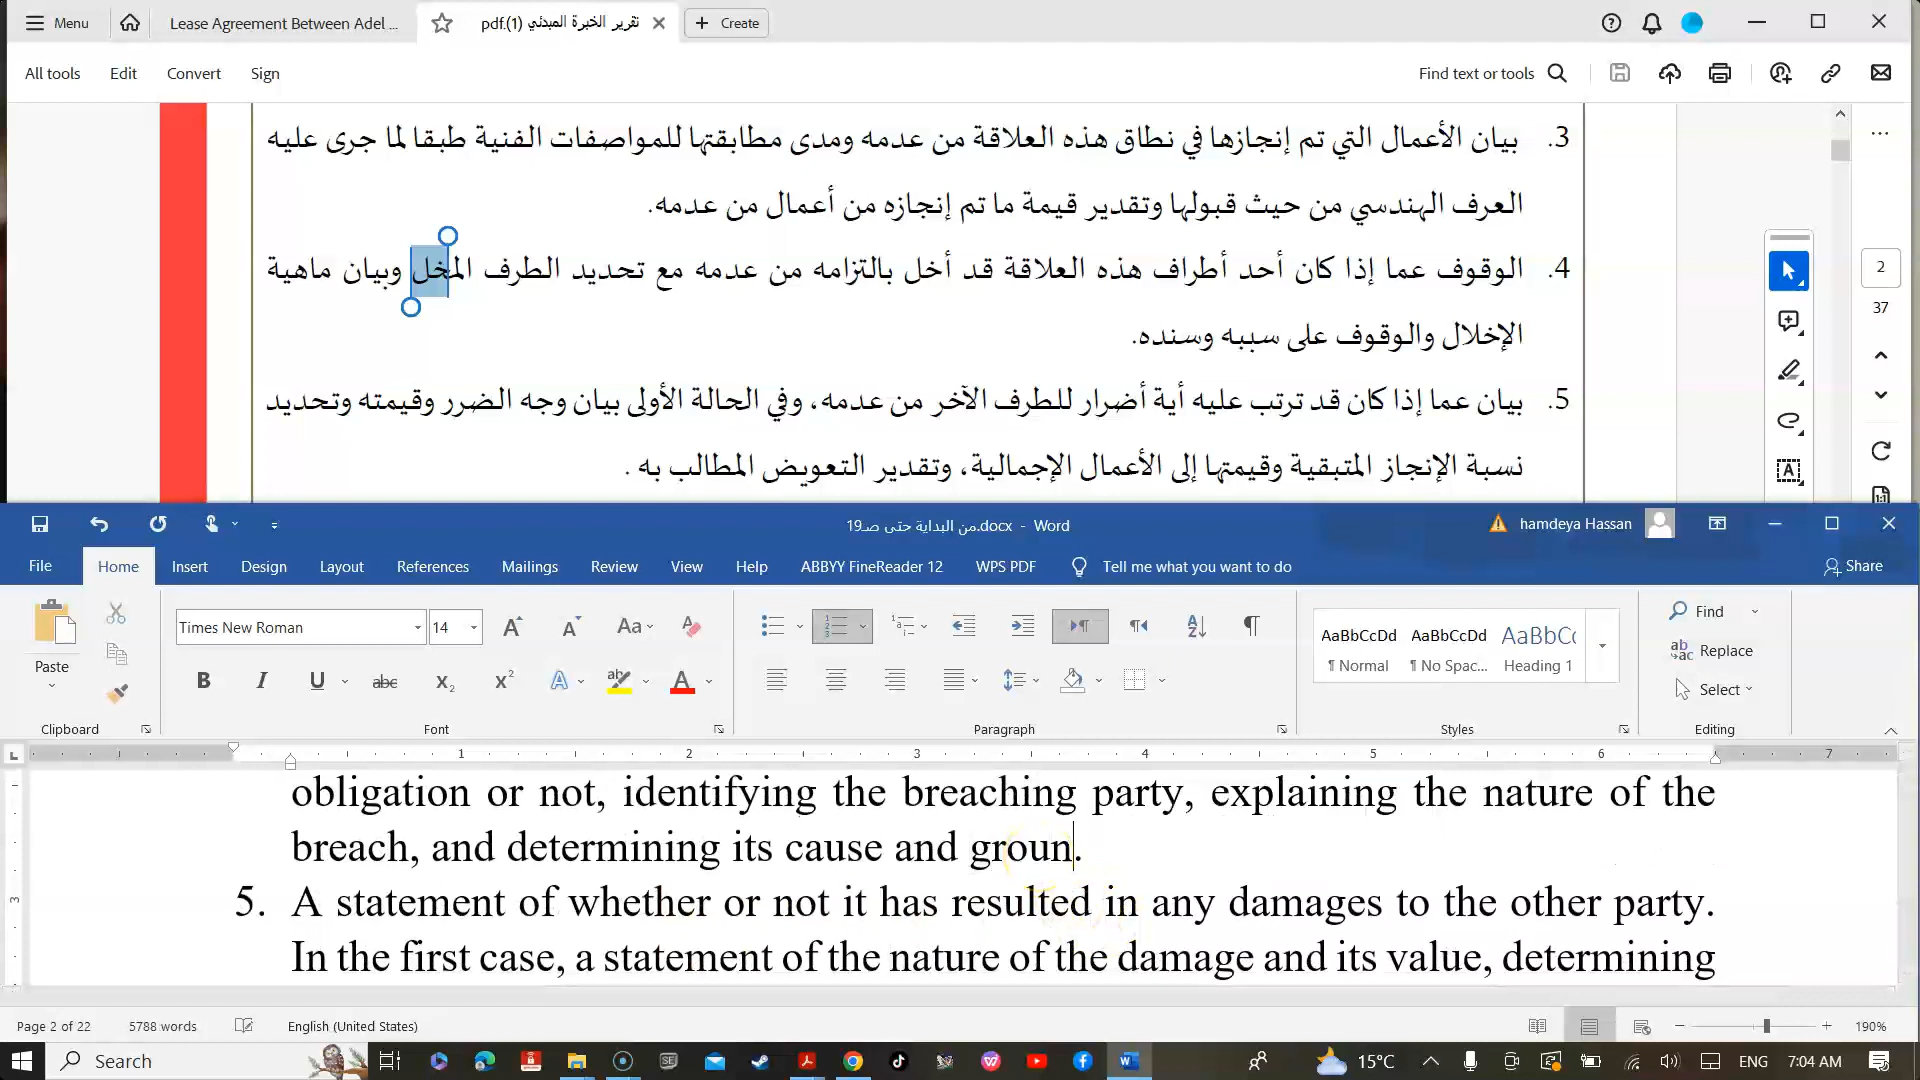 Menu
Lease Agreement Between Adel ...
تقرير الخبرة المبدئي (1).pdf
Create
All tools
Edit
Convert
Sign
Find text or tools
3. بيان الأعمال التي تم إنجازها في نطاق هذه العلاقة من عدمه ومدى مطابقتها للمواصفات الفنية طبقا لما جرى عليه
العرف الهندسي من حيث قبولها وتقدير قيمة ما تم إنجازه من أعمال من عدمه.
4. الوقوف عما إذا كان أحد أطراف هذه العلاقة قد أخل بالتزامه من عدمه مع تحديد الطرف المخل وبيان ماهية
الإخلال والوقوف على سببه وسنده.
5. بيان عما إذا كان قد ترتب عليه أية أضرار للطرف الآخر من عدمه، وفي الحالة الأولى بيان وجه الضرر وقيمته وتحديد
نسبة الإنجاز المتبقية وقيمتها إلى الأعمال الإجمالية، وتقدير التعويض المطالب به .
2
37
من البداية حتى صـ19.docx - Word
hamdeya Hassan
File
Home
Insert
Design
Layout
References
Mailings
Review
View
Help
ABBYY FineReader 12
WPS PDF
Tell me what you want to do
Share
Paste
Clipboard
Times New Roman
14
Font
Paragraph
AaBbCcDd
¶ Normal
AaBbCcDd
¶ No Spac...
AaBbCc
Heading 1
Styles
Find
Replace
Select
Editing
1 2 3 4 5 6 7
obligation or not, identifying the breaching party, explaining the nature of the
breach, and determining its cause and groun.
5. A statement of whether or not it has resulted in any damages to the other party.
In the first case, a statement of the nature of the damage and its value, determining
Page 2 of 22
5788 words
English (United States)
190%
Search
15°C
ENG
7:04 AM